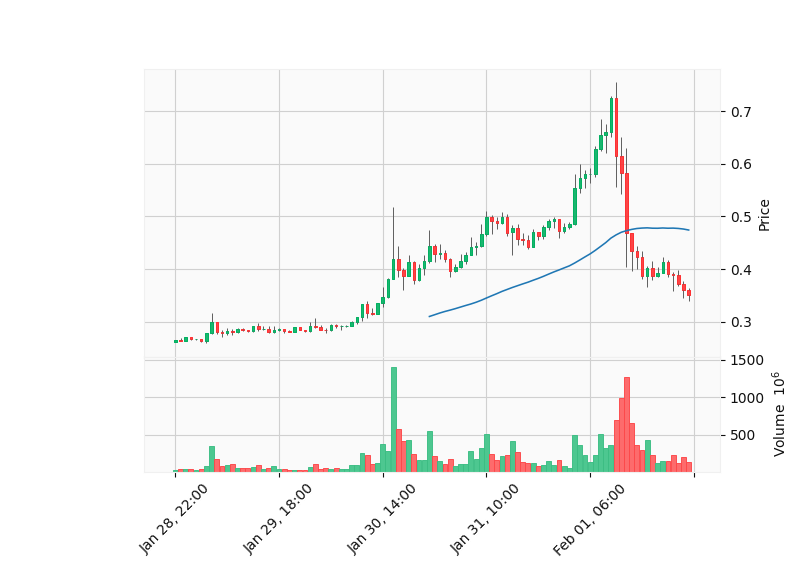 0.7
0.6
0.5
0.4
0.3
Price
1500
1000
500
Volume 10^6
Jan 28, 22:00
Jan 29, 18:00
Jan 30, 14:00
Jan 31, 10:00
Feb 01, 06:00